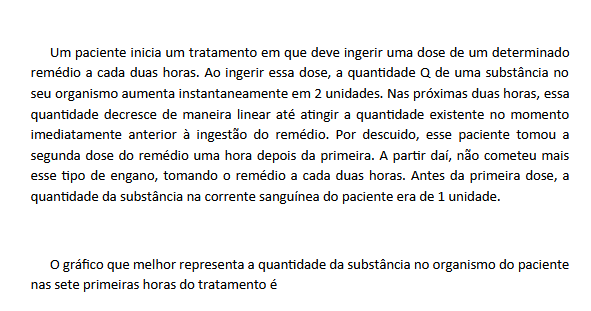 Um paciente inicia um tratamento em que deve ingerir uma dose de um determinado
remédio a cada duas horas. Ao ingerir essa dose, a quantidade Q de uma substância no
seu organismo aumenta instantaneamente em 2 unidades. Nas próximas duas horas, essa
quantidade decresce de maneira linear até atingir a quantidade existente no momento
imediatamente anterior à ingestão do remédio. Por descuido, esse paciente tomou a
segunda dose do remédio uma hora depois da primeira. A partir daí, não cometeu mais
esse tipo de engano, tomando o remédio a cada duas horas. Antes da primeira dose, a
quantidade da substância na corrente sanguínea do paciente era de 1 unidade.
O gráfico que melhor representa a quantidade da substância no organismo do paciente
nas sete primeiras horas do tratamento é